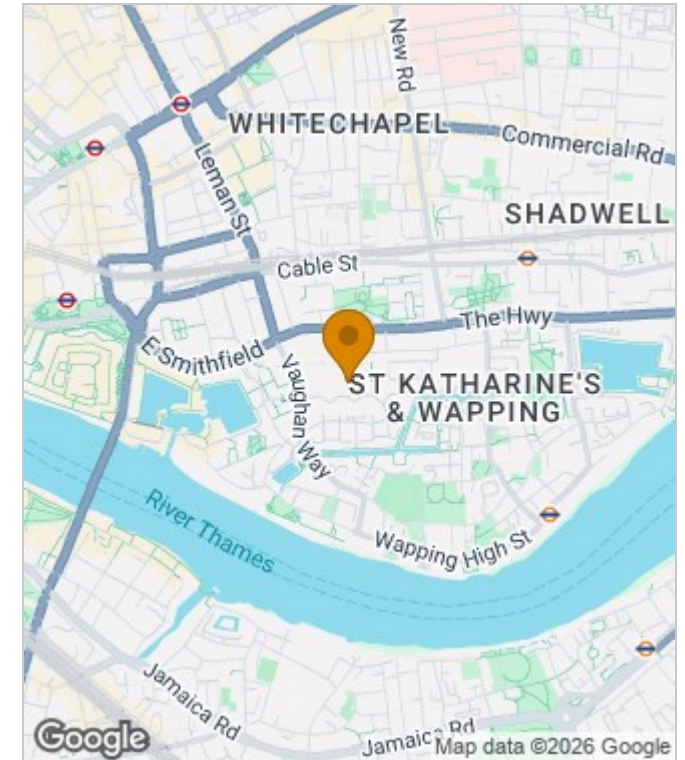 New Rd
WHITECHAPEL
Commercial Rd
Leman St
SHADWELL
Cable St
The Hwy
E Smithfield
ST KATHARINE'S
& WAPPING
Vaughan Way
River Thames
Wapping High St
Jamaica Rd
Jamaica Rd
Google
Map data ©2026 Google